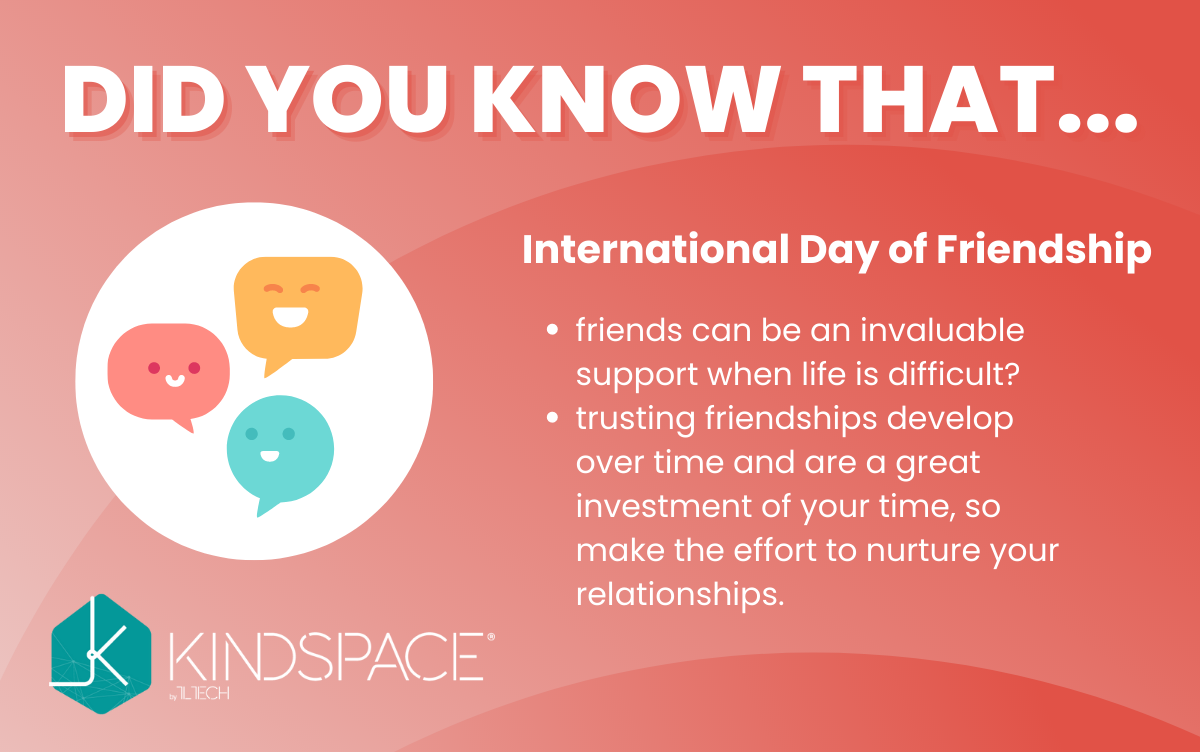 DID YOU KNOW THAT...
International Day of Friendship
• friends can be an invaluable
support when life is difficult?
• trusting friendships develop
over time and are a great
investment of your time, so
make the effort to nurture your
relationships.
KINDSPACE®
by TLTECH